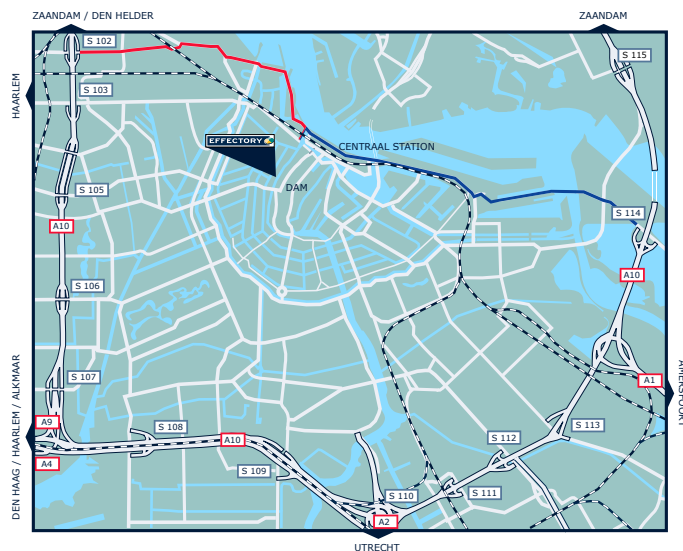 ZAANDAM / DEN HELDER
ZAANDAM
S 102
S 115
HAARLEM
S 103
EFFECTORY
CENTRAAL STATION
DAM
S 105
S 114
A10
A10
S 106
S 107
A1
AMERSFOORT
DEN HAAG / HAARLEM / ALKMAAR
A9
S 108
A10
S 113
S 112
A4
S 109
S 110
S 111
A2
UTRECHT